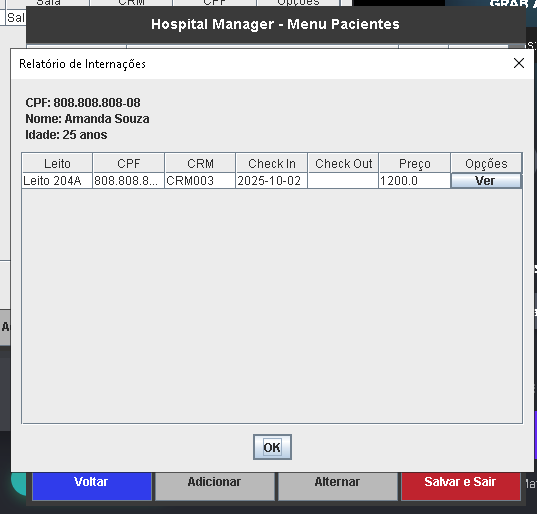 Sala CRM CPF Opções
GRAB A
Sal
Hospital Manager - Menu Pacientes
Relatório de Internações
CPF: 808.808.808-08
Nome: Amanda Souza
Idade: 25 anos
Leito CPF CRM Check In Check Out Preço Opções
Leito 204A 808.808.8... CRM003 2025-10-02 1200.0 Ver
OK
Voltar Adicionar Alternar Salvar e Sair